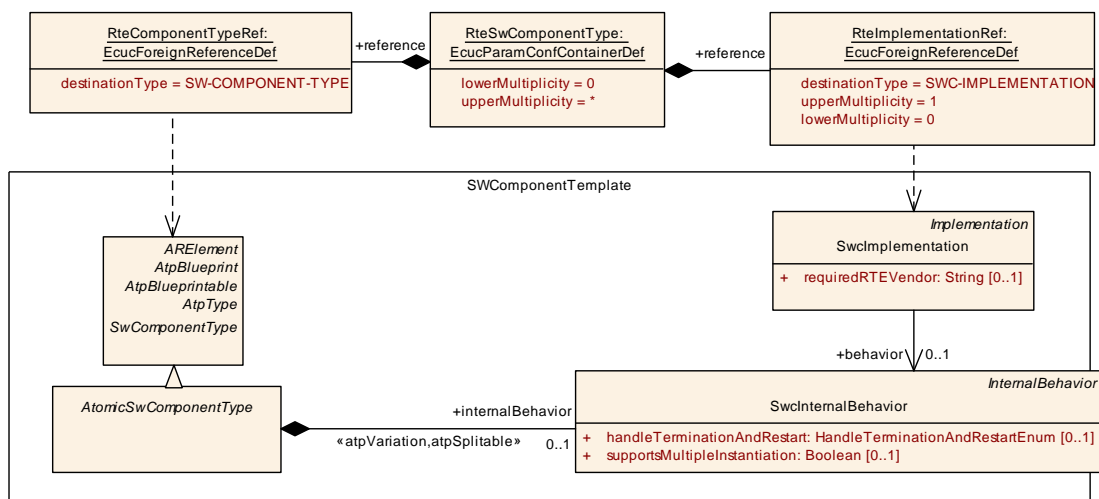 RteComponentTypeRef:
EcucForeignReferenceDef
destinationType = SW-COMPONENT-TYPE
+reference
RteSwComponentType:
EcucParamConfContainerDef
lowerMultiplicity = 0
upperMultiplicity = *
+reference
RteImplementationRef:
EcucForeignReferenceDef
destinationType = SWC-IMPLEMENTATION
upperMultiplicity = 1
lowerMultiplicity = 0
SWComponentTemplate
ARElement
AtpBlueprint
AtpBlueprintable
AtpType
SwComponentType
Implementation
SwcImplementation
+ requiredRTEVendor: String [0..1]
+behavior
0..1
AtomicSwComponentType
+internalBehavior
«atpVariation,atpSplitable»
0..1
InternalBehavior
SwcInternalBehavior
+ handleTerminationAndRestart: HandleTerminationAndRestartEnum [0..1]
+ supportsMultipleInstantiation: Boolean [0..1]